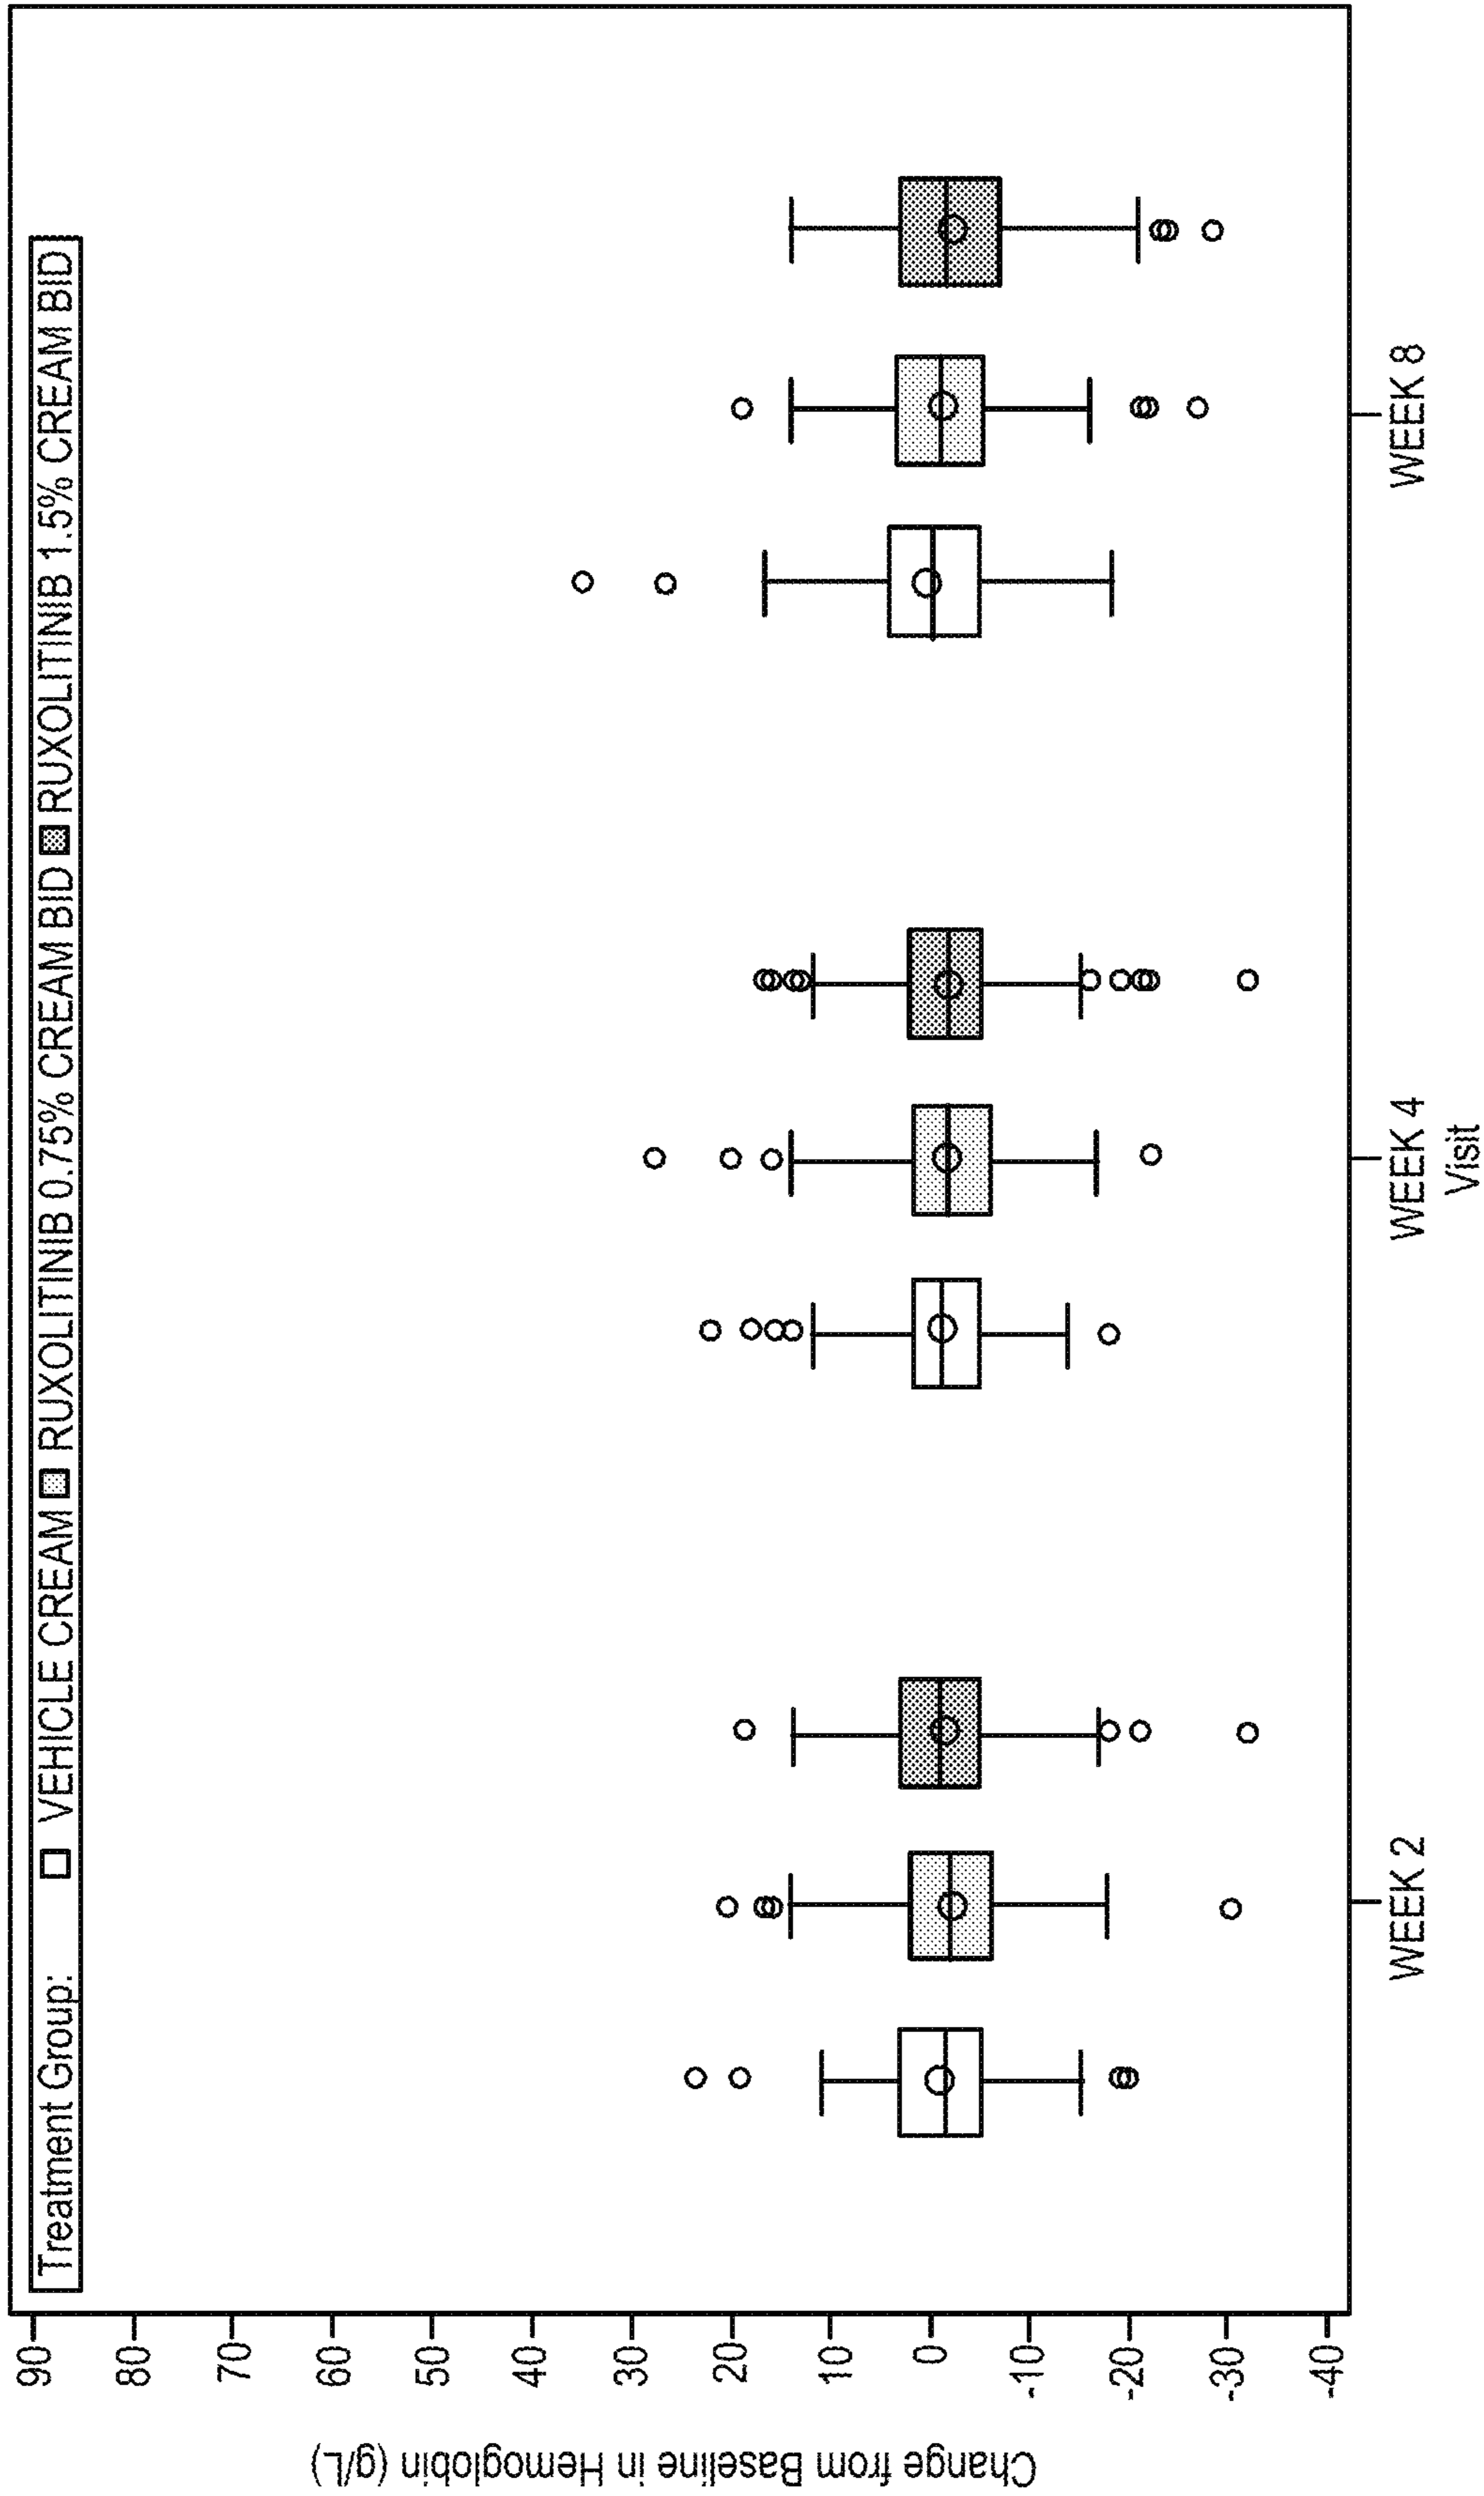 Treatment Group: VEHICLE CREAM RUXOLITINIB 0.75% CREAM BID RUXOLITINIB 1.5% CREAM BID
Change from Baseline in Hemoglobin (g/L)
90
80
70
60
50
40
30
20
10
0
-10
-20
-30
-40
WEEK 2
WEEK 4
WEEK 8
Visit